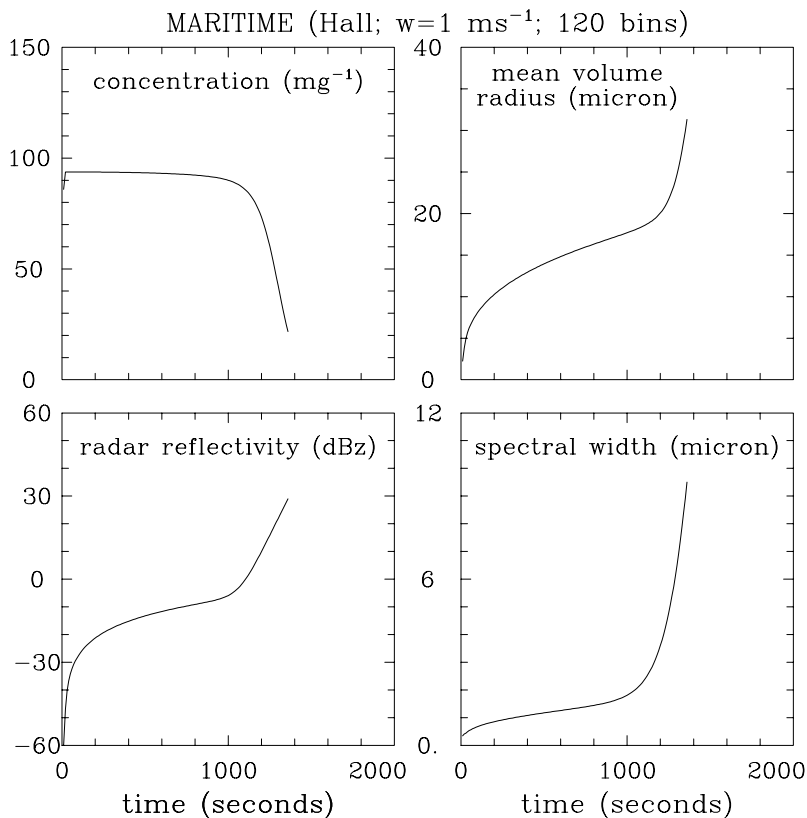 MARITIME (Hall; w=1 ms⁻¹; 120 bins)
150
100
50
0
concentration (mg⁻¹)
40
20
0
mean volume
radius (micron)
60
30
0
−30
−60
radar reflectivity (dBz)
0 1000 2000
time (seconds)
12
6
0.
spectral width (micron)
0 1000 2000
time (seconds)